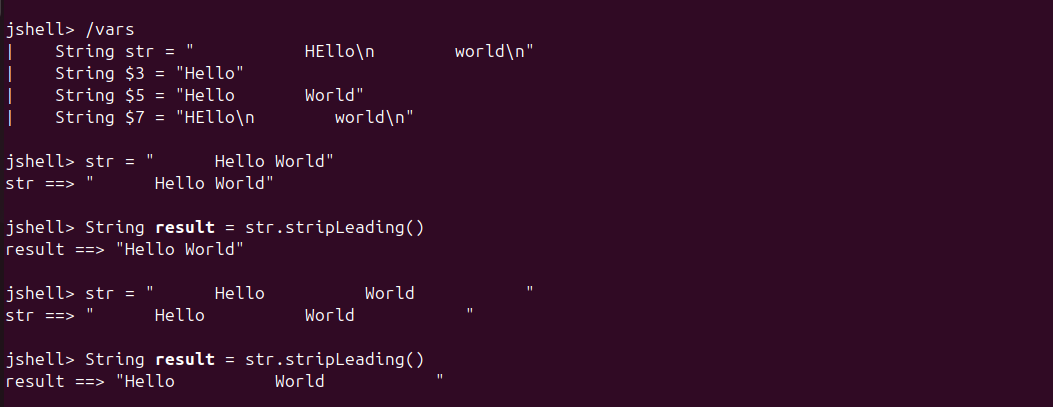 jshell> /vars
|    String str = "           HEllo\n        world\n"
|    String $3 = "Hello"
|    String $5 = "Hello       World"
|    String $7 = "HEllo\n        world\n"
jshell> str = "      Hello World"
str ==> "      Hello World"
jshell> String result = str.stripLeading()
result ==> "Hello World"
jshell> str = "      Hello          World           "
str ==> "      Hello          World           "
jshell> String result = str.stripLeading()
result ==> "Hello          World           "